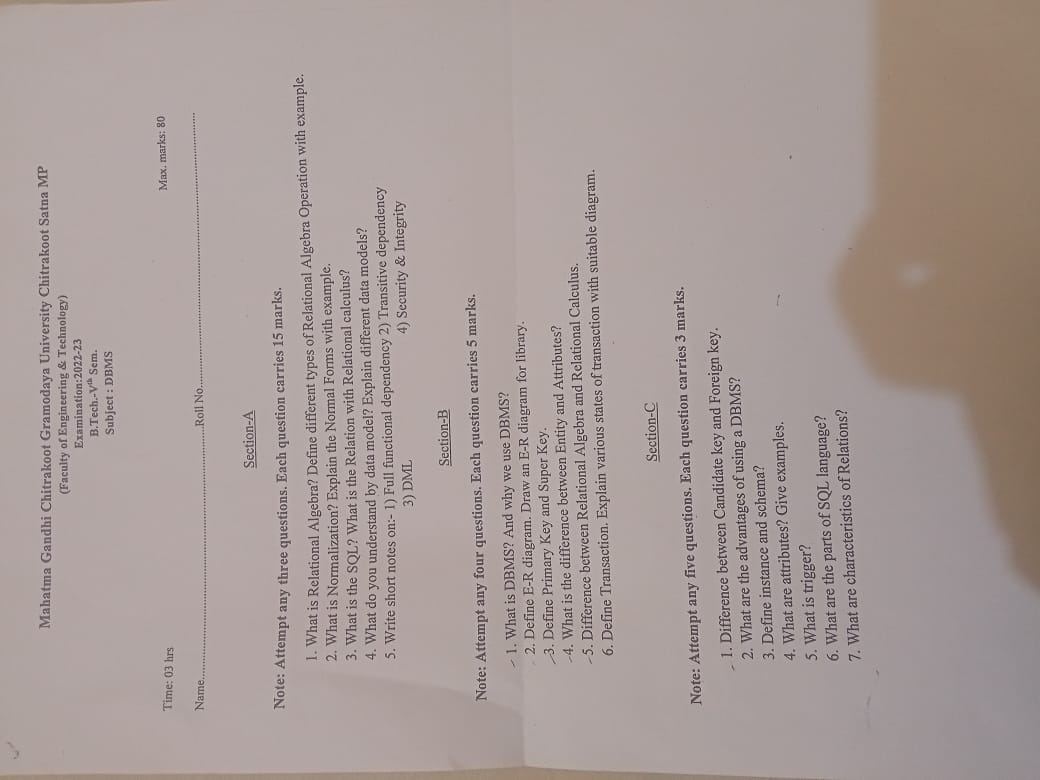 Mahatma Gandhi Chitrakoot Gramodaya University Chitrakoot Satna MP
(Faculty of Engineering & Technology)
Examination:2022-23
B.Tech.-Vth Sem.
Subject : DBMS
Time: 03 hrs Max. marks: 80
Name..........................................................................Roll No................................................................................
Section-A
Note: Attempt any three questions. Each question carries 15 marks.
1. What is Relational Algebra? Define different types of Relational Algebra Operation with example.
2. What is Normalization? Explain the Normal Forms with example.
3. What is the SQL? What is the Relation with Relational calculus?
4. What do you understand by data model? Explain different data models?
5. Write short notes on:- 1) Full functional dependency 2) Transitive dependency
3) DML 4) Security & Integrity
Section-B
Note: Attempt any four questions. Each question carries 5 marks.
1. What is DBMS? And why we use DBMS?
2. Define E-R diagram. Draw an E-R diagram for library.
3. Define Primary Key and Super Key.
4. What is the difference between Entity and Attributes?
5. Difference between Relational Algebra and Relational Calculus.
6. Define Transaction. Explain various states of transaction with suitable diagram.
Section-C
Note: Attempt any five questions. Each question carries 3 marks.
1. Difference between Candidate key and Foreign key.
2. What are the advantages of using a DBMS?
3. Define instance and schema?
4. What are attributes? Give examples.
5. What is trigger?
6. What are the parts of SQL language?
7. What are characteristics of Relations?